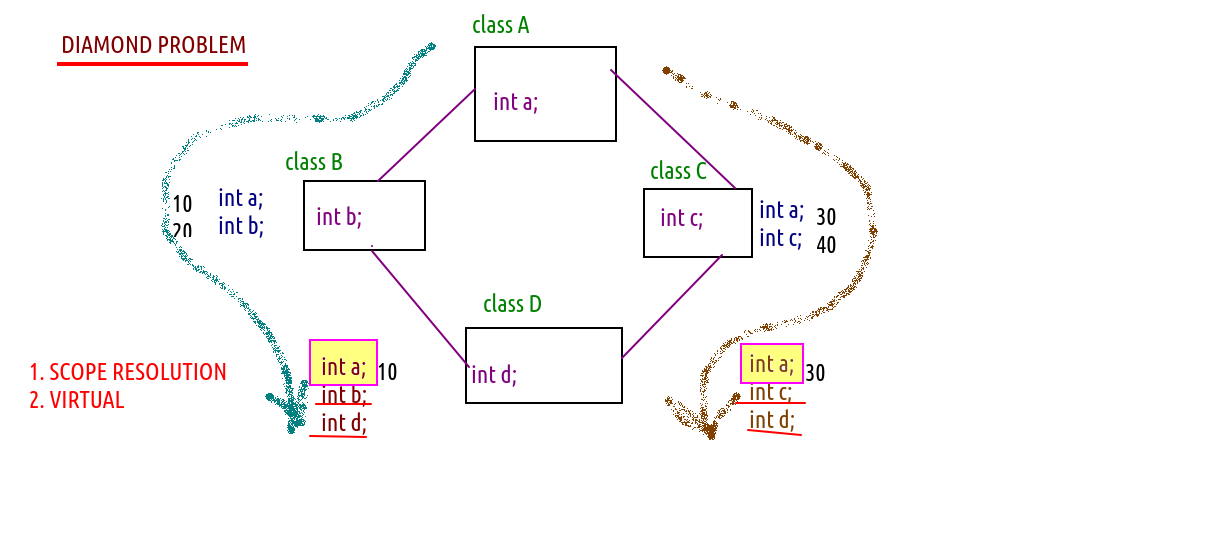 class A
DIAMOND PROBLEM
int a;
class B
class C
10 int a;
20 int b;
int b;
int c;
int a; 30
int c; 40
class D
int d;
1. SCOPE RESOLUTION
2. VIRTUAL
int a; 10
int b;
int d;
int a; 30
int c;
int d;